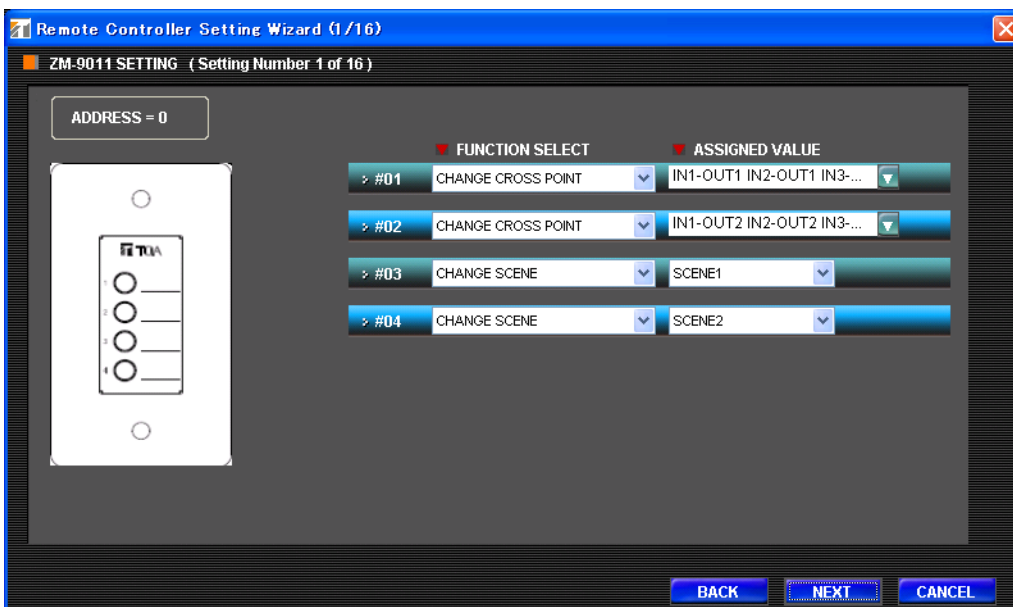 Remote Controller Setting Wizard (1/16)
ZM-9011 SETTING ( Setting Number 1 of 16 )
ADDRESS = 0
FUNCTION SELECT ASSIGNED VALUE
#01 CHANGE CROSS POINT IN1-OUT1 IN2-OUT1 IN3-...
#02 CHANGE CROSS POINT IN1-OUT2 IN2-OUT2 IN3-...
#03 CHANGE SCENE SCENE1
#04 CHANGE SCENE SCENE2
TOA
1
2
3
4
BACK NEXT CANCEL